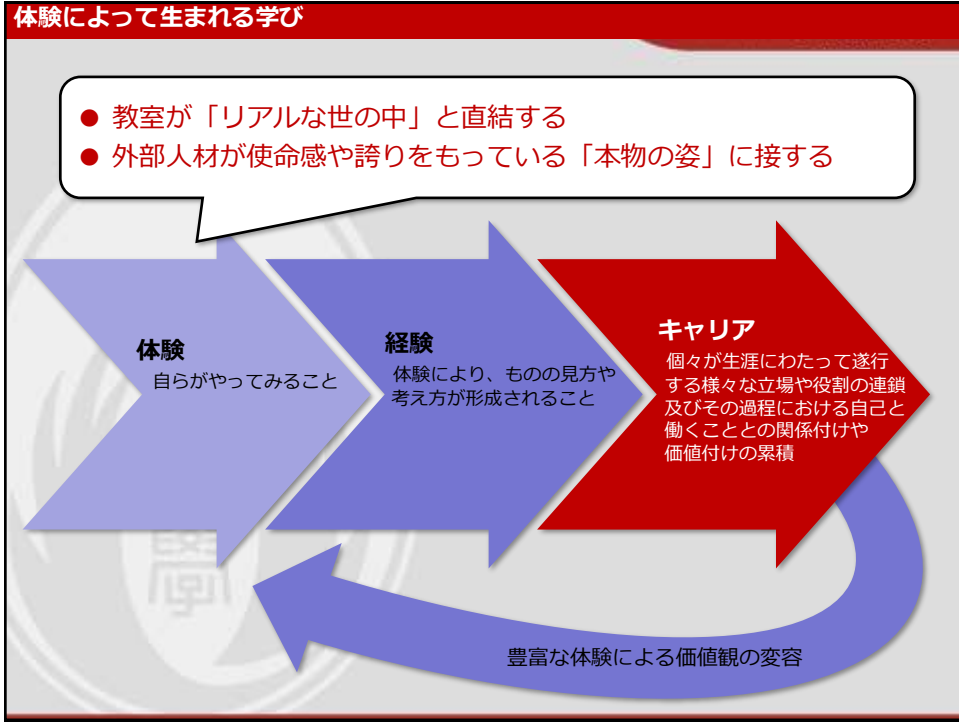 体験によって生まれる学び
● 教室が「リアルな世の中」と直結する
● 外部人材が使命感や誇りをもっている「本物の姿」に接する
体験
自らがやってみること
経験
体験により、ものの見方や
考え方が形成されること
キャリア
個々が生涯にわたって遂行
する様々な立場や役割の連鎖
及びその過程における自己と
働くこととの関係付けや
価値付けの累積
豊富な体験による価値観の変容
學